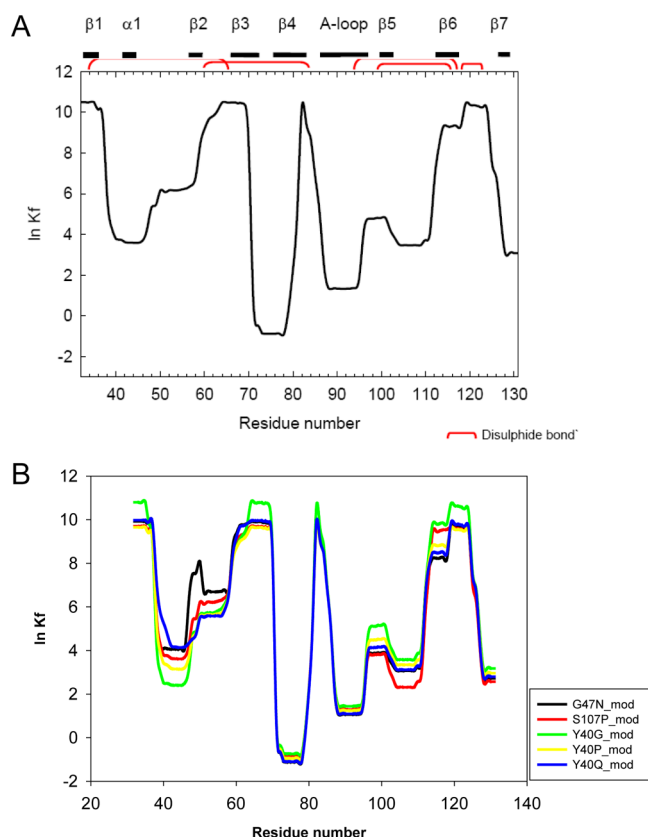 A
β1 α1 β2 β3 β4 A-loop β5 β6 β7
12
10
8
6
4
2
0
-2
ln Kf
40 50 60 70 80 90 100 110 120 130
Residue number
Disulphide bond`
B
12
10
8
6
4
2
0
-2
ln Kf
20 40 60 80 100 120 140
Residue number
G47N_mod
S107P_mod
Y40G_mod
Y40P_mod
Y40Q_mod